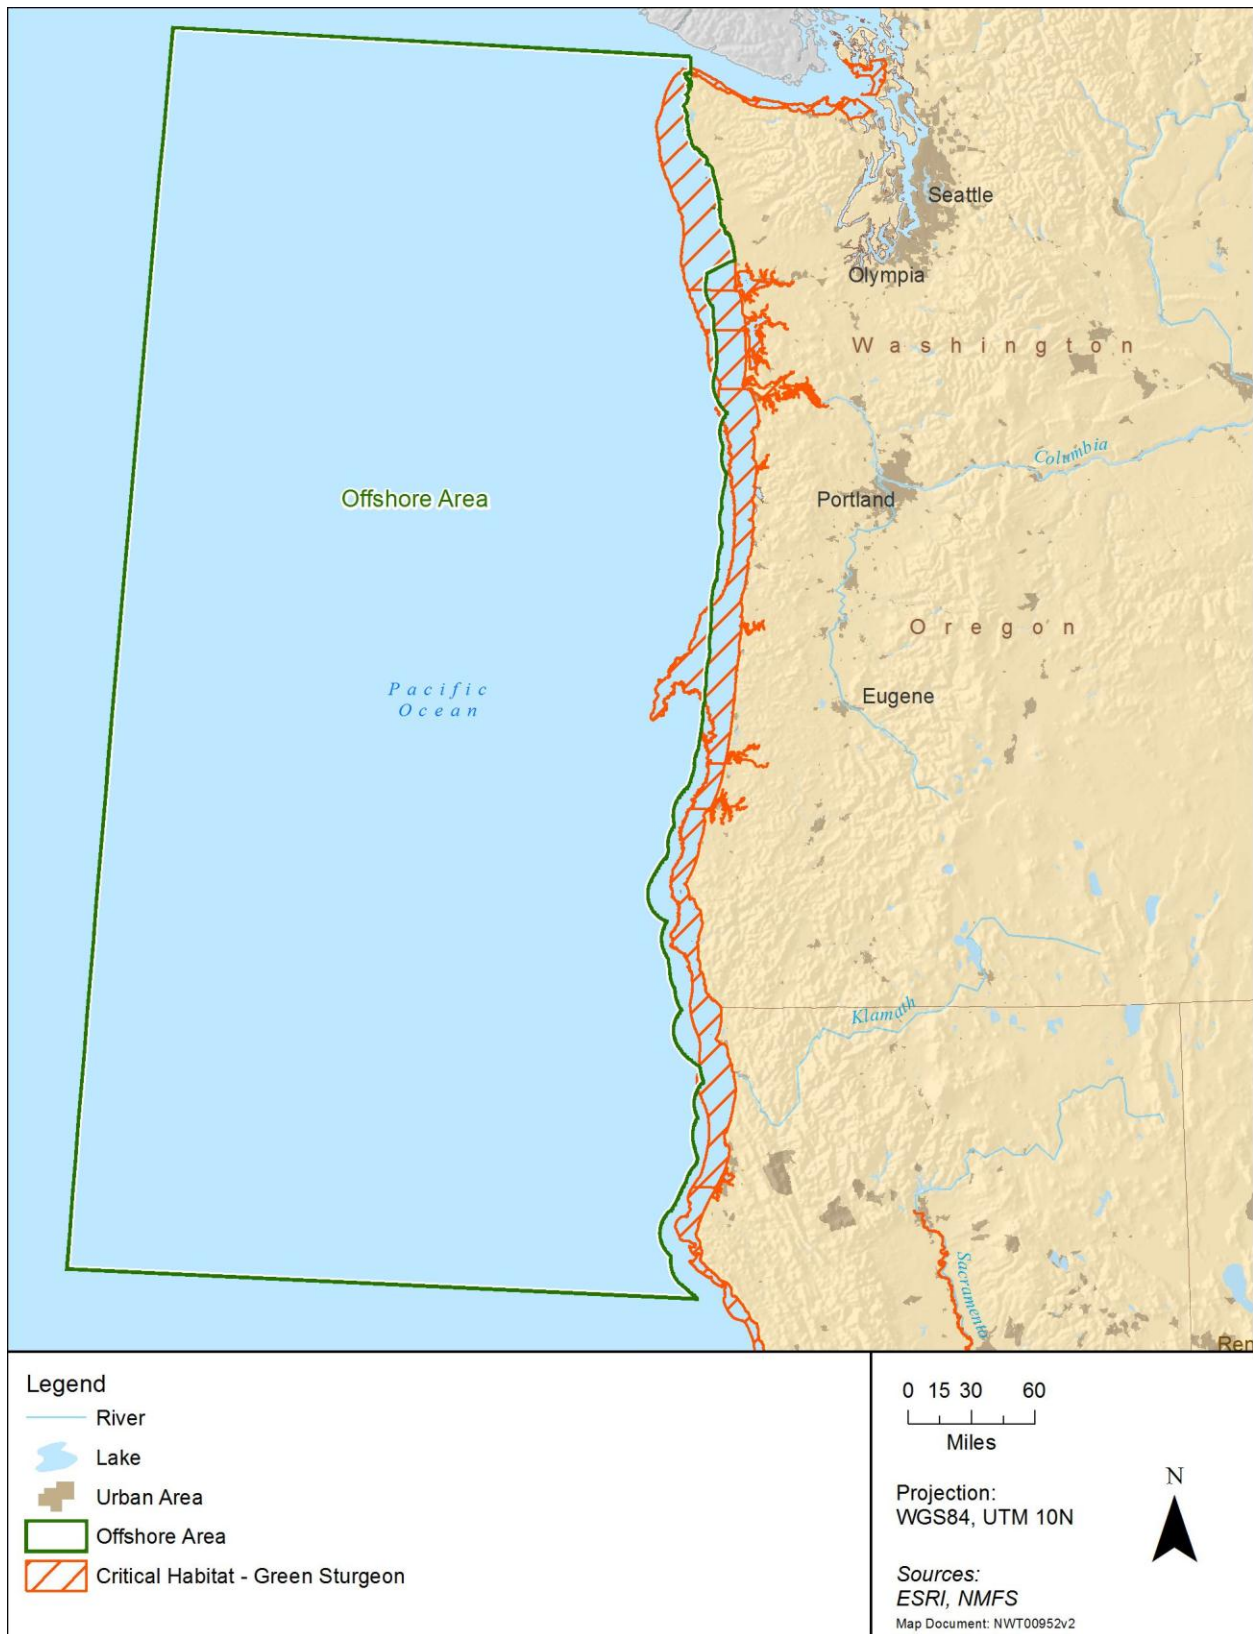 Seattle
Olympia
Washington
Columbia
Offshore Area
Portland
Oregon
Pacific
Ocean
Eugene
Klamath
Sacramento
Ren
Legend
River
Lake
Urban Area
Offshore Area
Critical Habitat - Green Sturgeon
0 15 30 60
Miles
N
Projection:
WGS84, UTM 10N
Sources:
ESRI, NMFS
Map Document: NWT00952v2